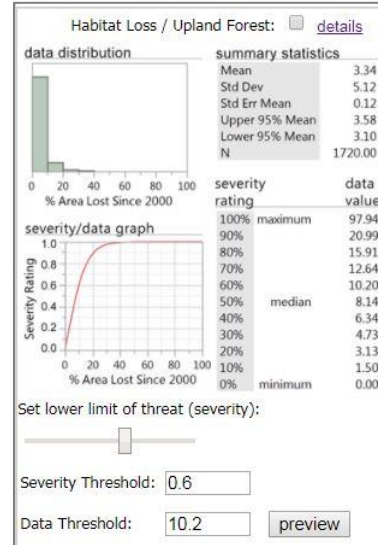 Habitat Loss / Upland Forest: details
data distribution
0 20 40 60 80 100
% Area Lost Since 2000
summary statistics
Mean 3.34
Std Dev 5.12
Std Err Mean 0.12
Upper 95% Mean 3.58
Lower 95% Mean 3.10
N 1720.00
severity/data graph
Severity Rating
1.0
0.8
0.6
0.4
0.2
0.0
0 20 40 60 80 100
% Area Lost Since 2000
severity data
rating value
100% maximum 97.94
90% 20.99
80% 15.91
70% 12.64
60% 10.20
50% median 8.14
40% 6.34
30% 4.73
20% 3.13
10% 1.50
0% minimum 0.00
Set lower limit of threat (severity):
Severity Threshold: 0.6
Data Threshold: 10.2 preview